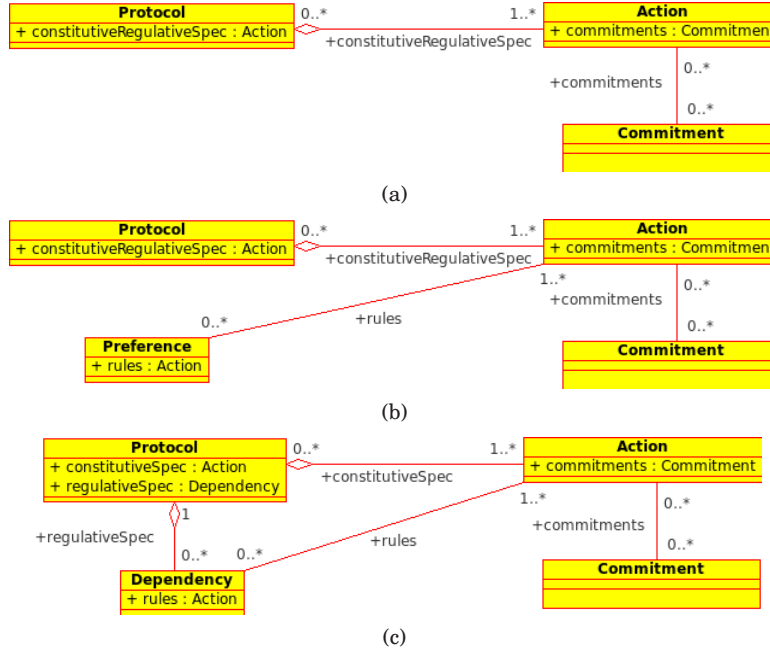 Protocol
+ constitutiveRegulativeSpec : Action
0..*
1..*
+constitutiveRegulativeSpec
Action
+ commitments : Commitmen
+commitments
0..*
0..*
Commitment
(a)
Protocol
+ constitutiveRegulativeSpec : Action
0..*
1..*
+constitutiveRegulativeSpec
Action
+ commitments : Commitmen
1..*
0..*
+commitments
0..*
+rules
0..*
Preference
+ rules : Action
Commitment
(b)
Protocol
+ constitutiveSpec : Action
+ regulativeSpec : Dependency
0..*
1..*
+constitutiveSpec
Action
+ commitments : Commitment
1..*
0..*
1
+regulativeSpec
+commitments
+rules
0..*
0..*
0..*
Dependency
+ rules : Action
Commitment
(c)